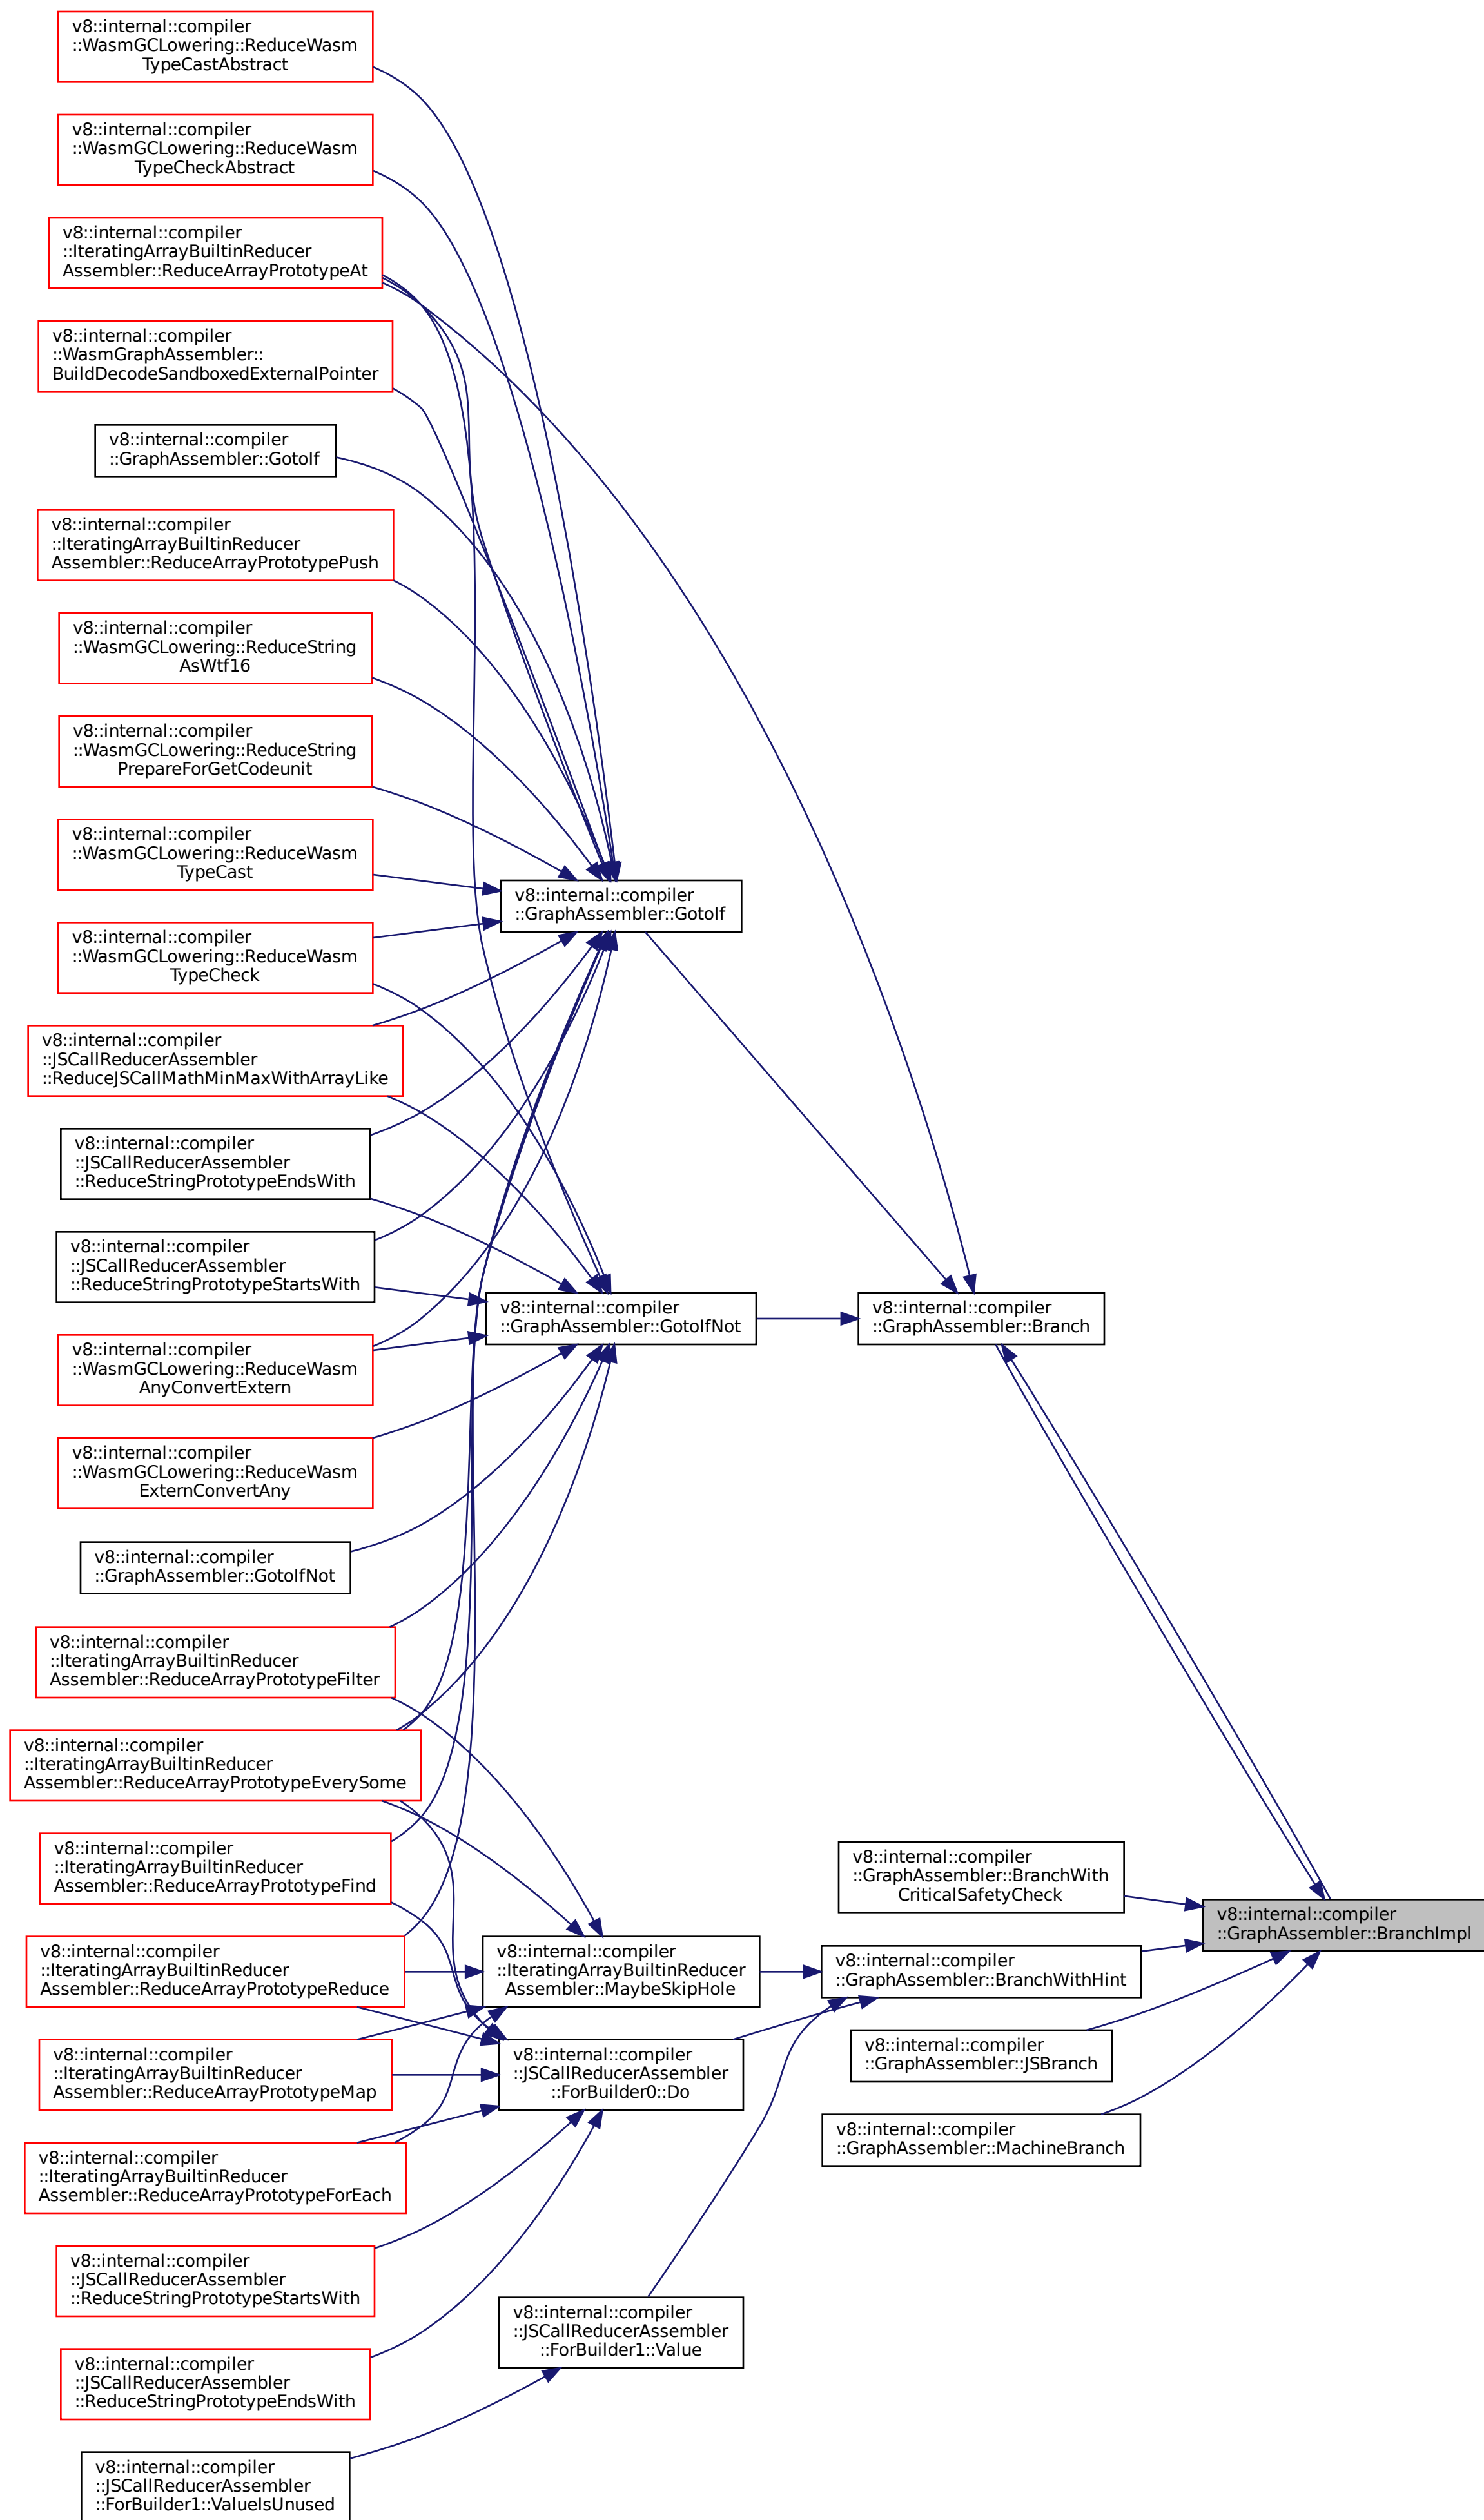 v8::internal::compiler
::WasmGCLowering::ReduceWasm
TypeCastAbstract
v8::internal::compiler
::WasmGCLowering::ReduceWasm
TypeCheckAbstract
v8::internal::compiler
::IteratingArrayBuiltinReducer
Assembler::ReduceArrayPrototypeAt
v8::internal::compiler
::WasmGraphAssembler::
BuildDecodeSandboxedExternalPointer
v8::internal::compiler
::GraphAssembler::GotoIf
v8::internal::compiler
::IteratingArrayBuiltinReducer
Assembler::ReduceArrayPrototypePush
v8::internal::compiler
::WasmGCLowering::ReduceString
AsWtf16
v8::internal::compiler
::WasmGCLowering::ReduceString
PrepareForGetCodeunit
v8::internal::compiler
::WasmGCLowering::ReduceWasm
TypeCast
v8::internal::compiler
::WasmGCLowering::ReduceWasm
TypeCheck
v8::internal::compiler
::JSCallReducerAssembler
::ReduceJSCallMathMinMaxWithArrayLike
v8::internal::compiler
::JSCallReducerAssembler
::ReduceStringPrototypeEndsWith
v8::internal::compiler
::JSCallReducerAssembler
::ReduceStringPrototypeStartsWith
v8::internal::compiler
::WasmGCLowering::ReduceWasm
AnyConvertExtern
v8::internal::compiler
::WasmGCLowering::ReduceWasm
ExternConvertAny
v8::internal::compiler
::GraphAssembler::GotoIfNot
v8::internal::compiler
::IteratingArrayBuiltinReducer
Assembler::ReduceArrayPrototypeFilter
v8::internal::compiler
::IteratingArrayBuiltinReducer
Assembler::ReduceArrayPrototypeEverySome
v8::internal::compiler
::IteratingArrayBuiltinReducer
Assembler::ReduceArrayPrototypeFind
v8::internal::compiler
::IteratingArrayBuiltinReducer
Assembler::ReduceArrayPrototypeReduce
v8::internal::compiler
::IteratingArrayBuiltinReducer
Assembler::ReduceArrayPrototypeMap
v8::internal::compiler
::IteratingArrayBuiltinReducer
Assembler::ReduceArrayPrototypeForEach
v8::internal::compiler
::JSCallReducerAssembler
::ReduceStringPrototypeStartsWith
v8::internal::compiler
::JSCallReducerAssembler
::ReduceStringPrototypeEndsWith
v8::internal::compiler
::JSCallReducerAssembler
::ForBuilder1::ValueIsUnused
v8::internal::compiler
::GraphAssembler::GotoIf
v8::internal::compiler
::GraphAssembler::GotoIfNot
v8::internal::compiler
::IteratingArrayBuiltinReducer
Assembler::MaybeSkipHole
v8::internal::compiler
::JSCallReducerAssembler
::ForBuilder0::Do
v8::internal::compiler
::JSCallReducerAssembler
::ForBuilder1::Value
v8::internal::compiler
::GraphAssembler::Branch
v8::internal::compiler
::GraphAssembler::BranchWith
CriticalSafetyCheck
v8::internal::compiler
::GraphAssembler::BranchWithHint
v8::internal::compiler
::GraphAssembler::JSBranch
v8::internal::compiler
::GraphAssembler::MachineBranch
v8::internal::compiler
::GraphAssembler::BranchImpl